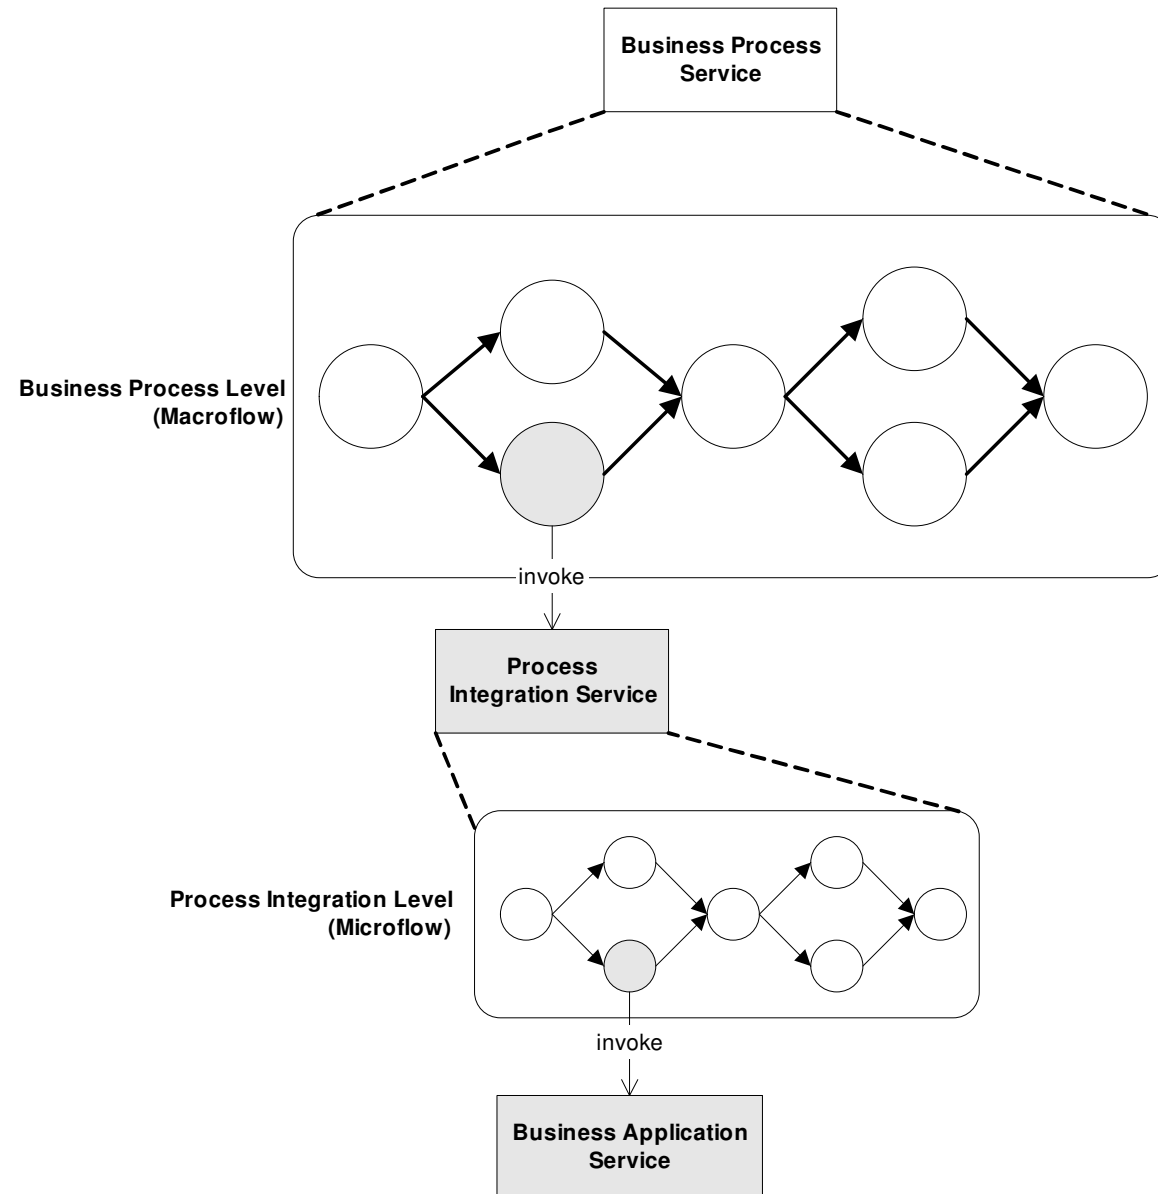 Business Process
Service
Business Process Level
(Macroflow)
invoke
Process
Integration Service
Process Integration Level
(Microflow)
invoke
Business Application
Service